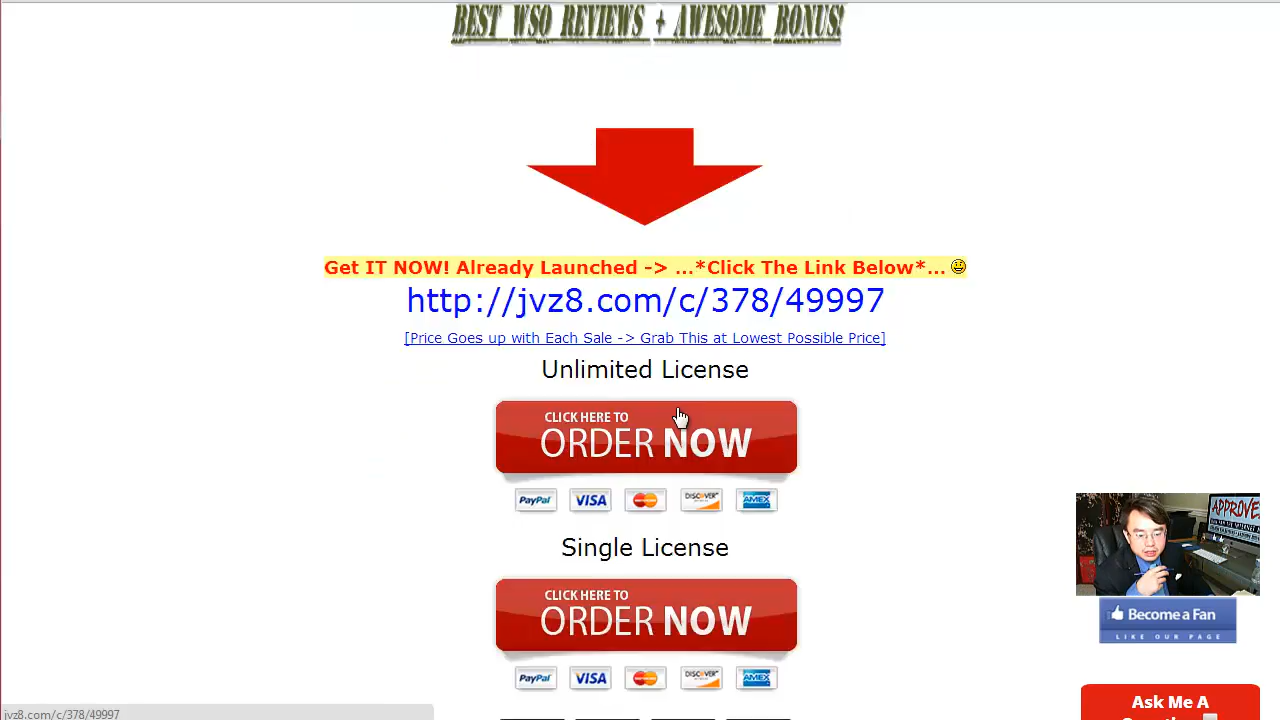 BEST WSO REVIEWS + AWESOME BONUS!
Get IT NOW! Already Launched -> ...*Click The Link Below*...
http://jvz8.com/c/378/49997
[Price Goes up with Each Sale -> Grab This at Lowest Possible Price]
Unlimited License
CLICK HERE TO
ORDER NOW
PayPal VISA MasterCard DISCOVER AMEX
Single License
CLICK HERE TO
ORDER NOW
PayPal VISA MasterCard DISCOVER AMEX
APPROVE
Become a Fan
LIKE OUR PAGE
Ask Me A
jvz8.com/c/378/49997